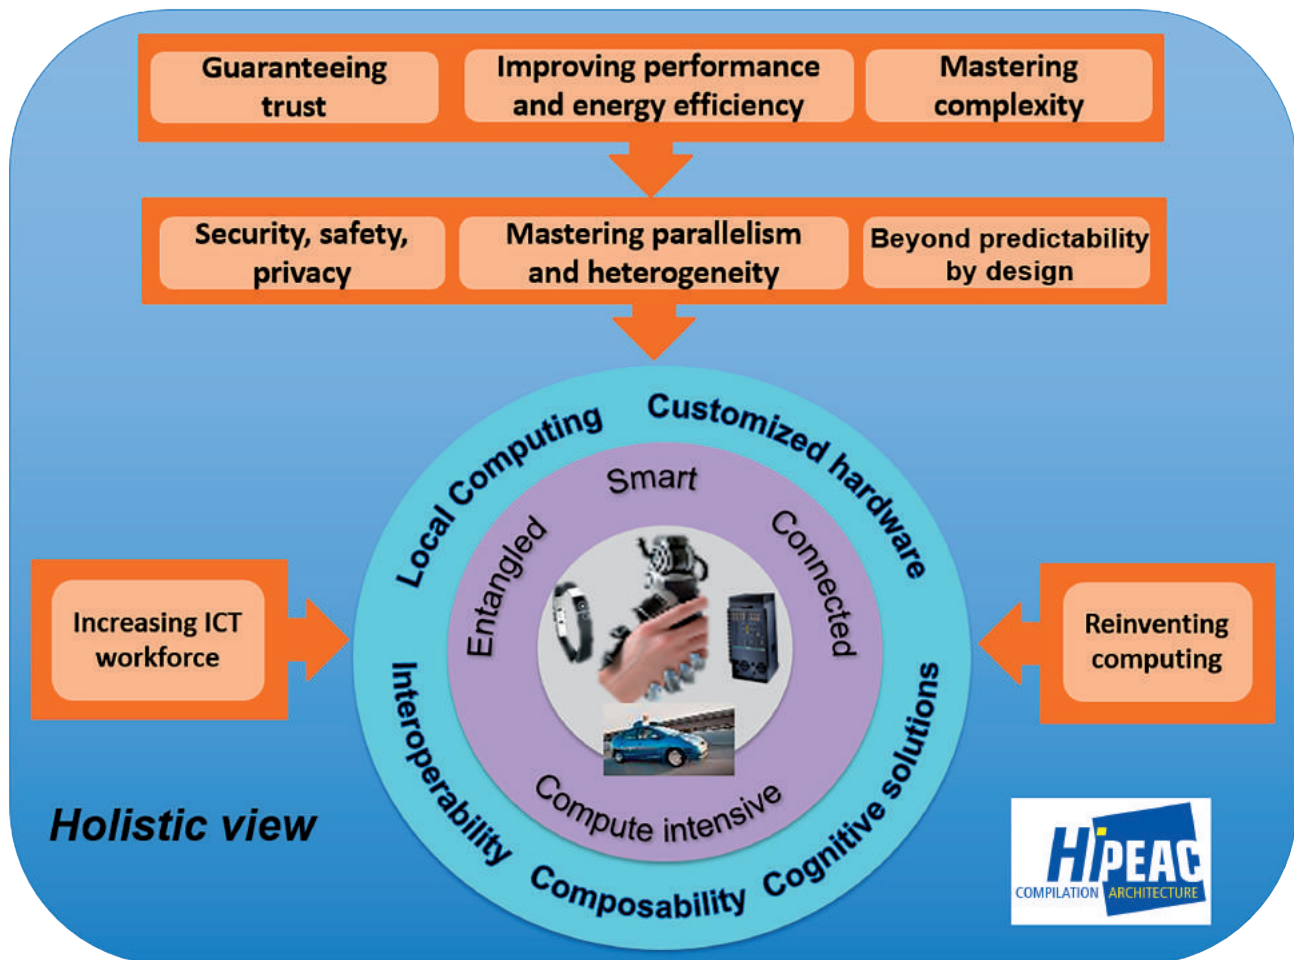 Guaranteeing
trust
Improving performance
and energy efficiency
Mastering
complexity
Security, safety,
privacy
Mastering parallelism
and heterogeneity
Beyond predictability
by design
Local Computing
Customized hardware
Smart
Entangled
Connected
Increasing ICT
workforce
Reinventing
computing
Interoperability
Cognitive solutions
Compute intensive
Composability
Holistic view
HiPEAC
COMPILATION ARCHITECTURE